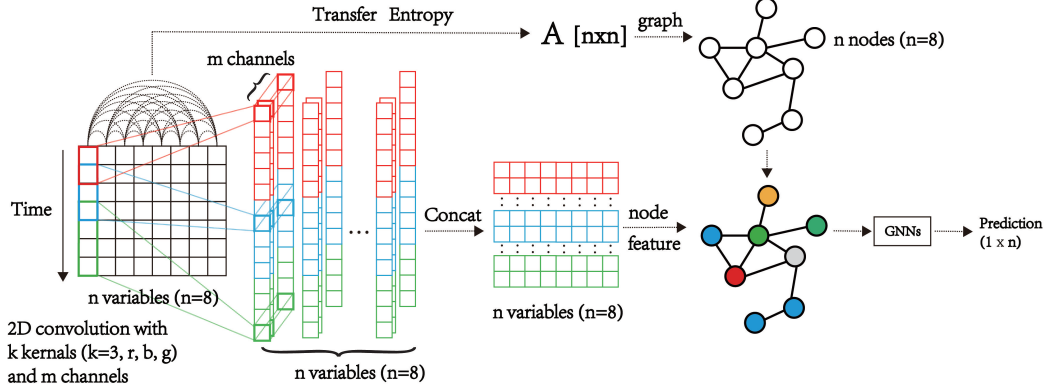 Transfer Entropy
A [nxn]
graph
n nodes (n=8)
m channels
Time
...
Concat
node
feature
GNNs
Prediction
(1 x n)
n variables (n=8)
n variables (n=8)
2D convolution with
k kernals (k=3, r, b, g)
and m channels
n variables (n=8)